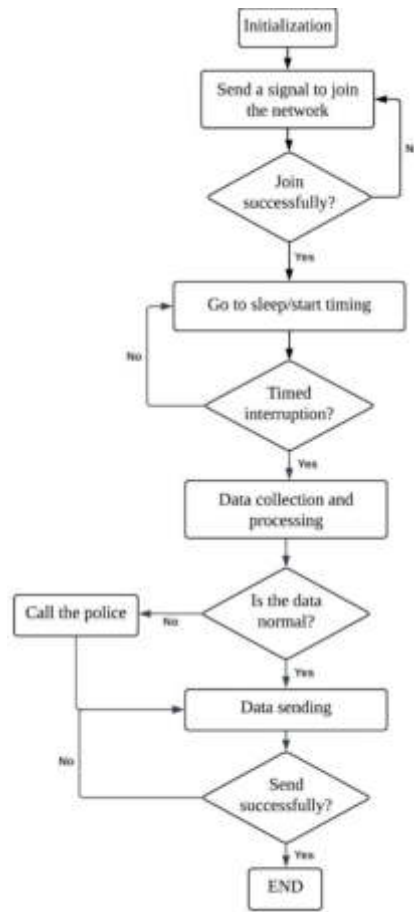 Initialization
Send a signal to join
the network
N
Join
successfully?
Yes
Go to sleep/start timing
No
Timed
interruption?
Yes
Data collection and
processing
Is the data
normal?
Call the police
No
Yes
Data sending
No
Send
successfully?
Yes
END